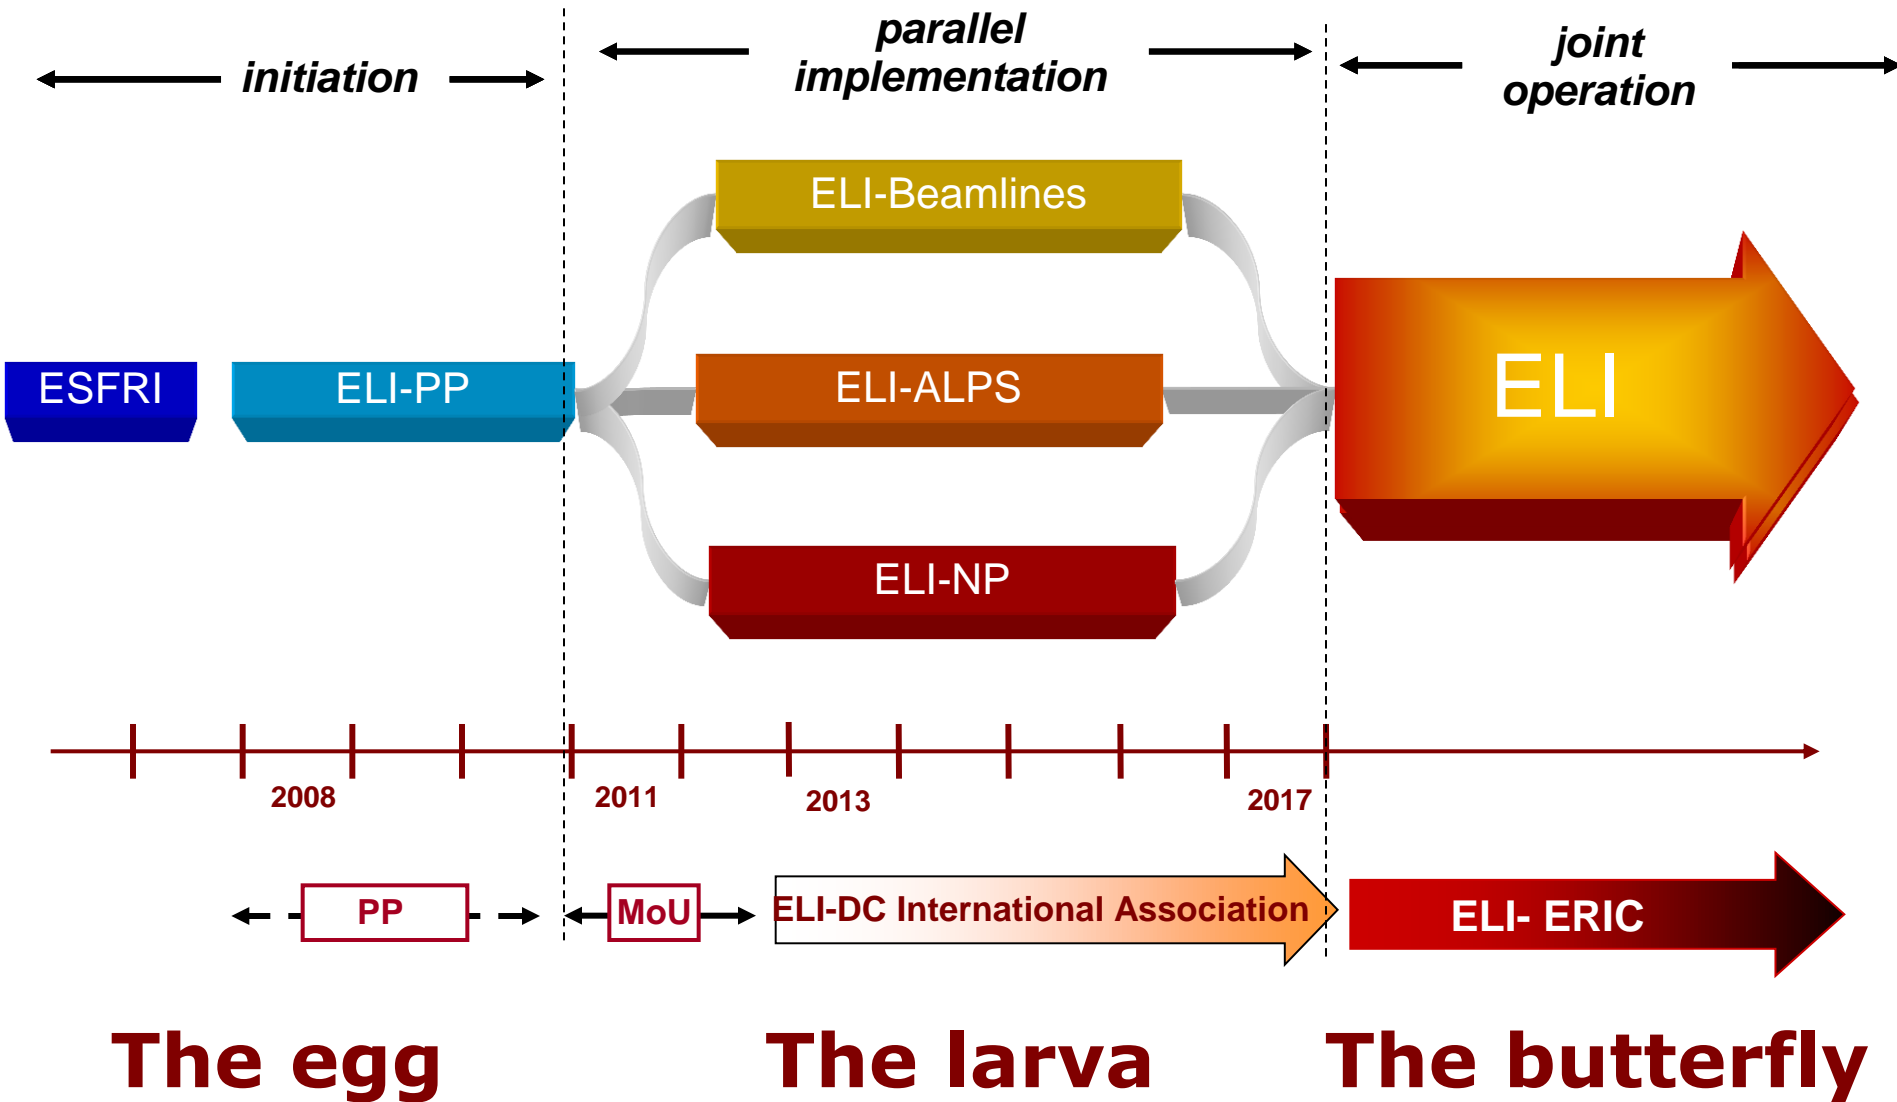 initiation
parallel
implementation
joint
operation
ELI-Beamlines
ESFRI
ELI-PP
ELI-ALPS
ELI
ELI-NP
2008
2011
2013
2017
PP
MoU
ELI-DC International Association
ELI- ERIC
The egg
The larva
The butterfly